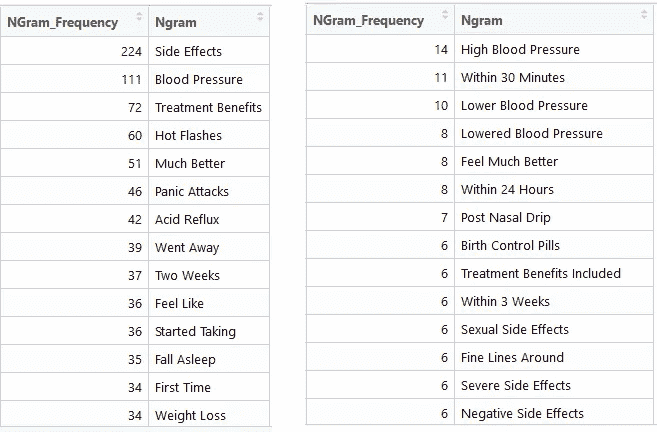 NGram_Frequency Ngram
224 Side Effects
111 Blood Pressure
72 Treatment Benefits
60 Hot Flashes
51 Much Better
46 Panic Attacks
42 Acid Reflux
39 Went Away
37 Two Weeks
36 Feel Like
36 Started Taking
35 Fall Asleep
34 First Time
34 Weight Loss
NGram_Frequency Ngram
14 High Blood Pressure
11 Within 30 Minutes
10 Lower Blood Pressure
8 Lowered Blood Pressure
8 Feel Much Better
8 Within 24 Hours
7 Post Nasal Drip
6 Birth Control Pills
6 Treatment Benefits Included
6 Within 3 Weeks
6 Sexual Side Effects
6 Fine Lines Around
6 Severe Side Effects
6 Negative Side Effects